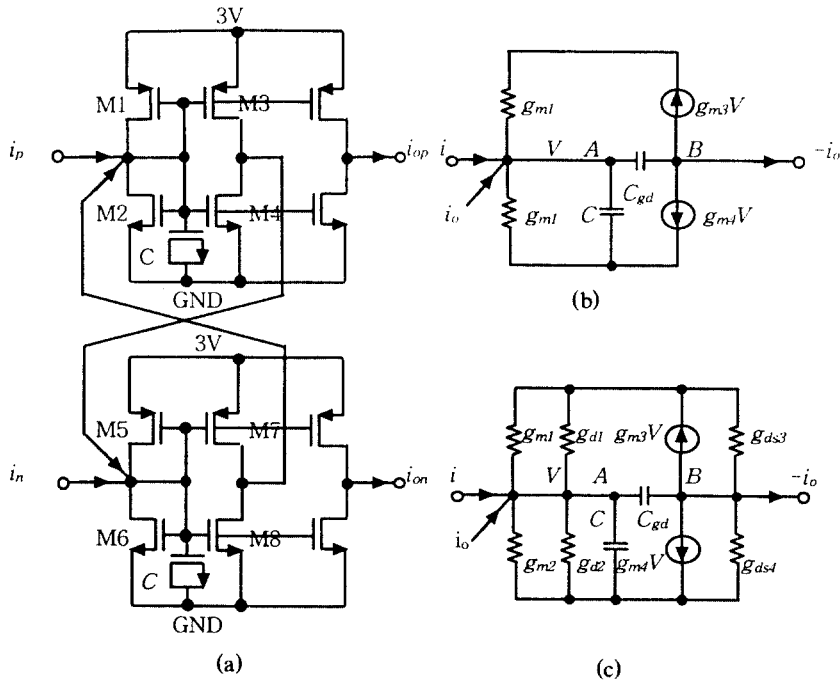 3V
M1
M3
i_p
i_op
M2
M4
C
GND
3V
M5
M7
i_n
i_on
M6
M8
C
GND
(a)
g_m1
g_m3V
i
V
A
B
-i_o
C_gd
i_o
g_m1
C
g_m4V
(b)
g_m1
g_d1
g_m3V
g_ds3
i
V
A
B
-i_o
C
C_gd
i_o
g_m2
g_d2
g_m4V
g_ds4
(c)